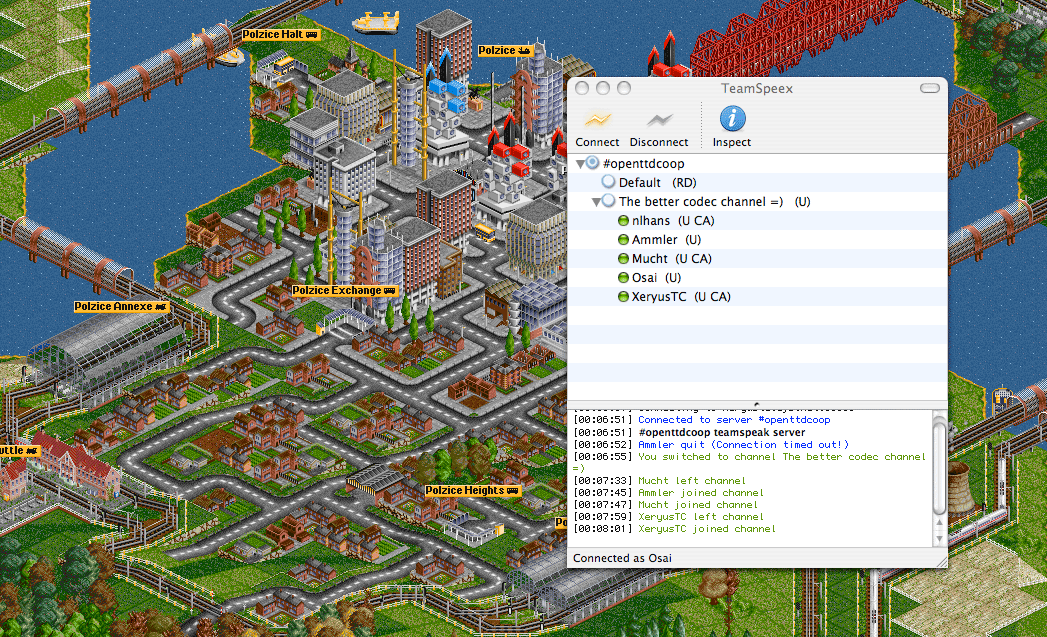 Polzice Halt
Polzice
TeamSpeex
Connect Disconnect Inspect
#openttdcoop
Default (RD)
The better codec channel =) (U)
nlhans (U CA)
Ammler (U)
Mucht (U CA)
Osai (U)
XeryusTC (U CA)
Polzice Exchange
Polzice Annexe
uttle
Polzice Heights
Po
[00:06:51] Connected to server #openttdcoop
[00:06:51] #openttdcoop teamspeak server
[00:06:52] Ammler quit (Connection timed out!)
[00:06:55] You switched to channel The better codec channel
=)
[00:07:33] Mucht left channel
[00:07:45] Ammler joined channel
[00:07:47] Mucht joined channel
[00:07:59] XeryusTC left channel
[00:08:01] XeryusTC joined channel
Connected as Osai